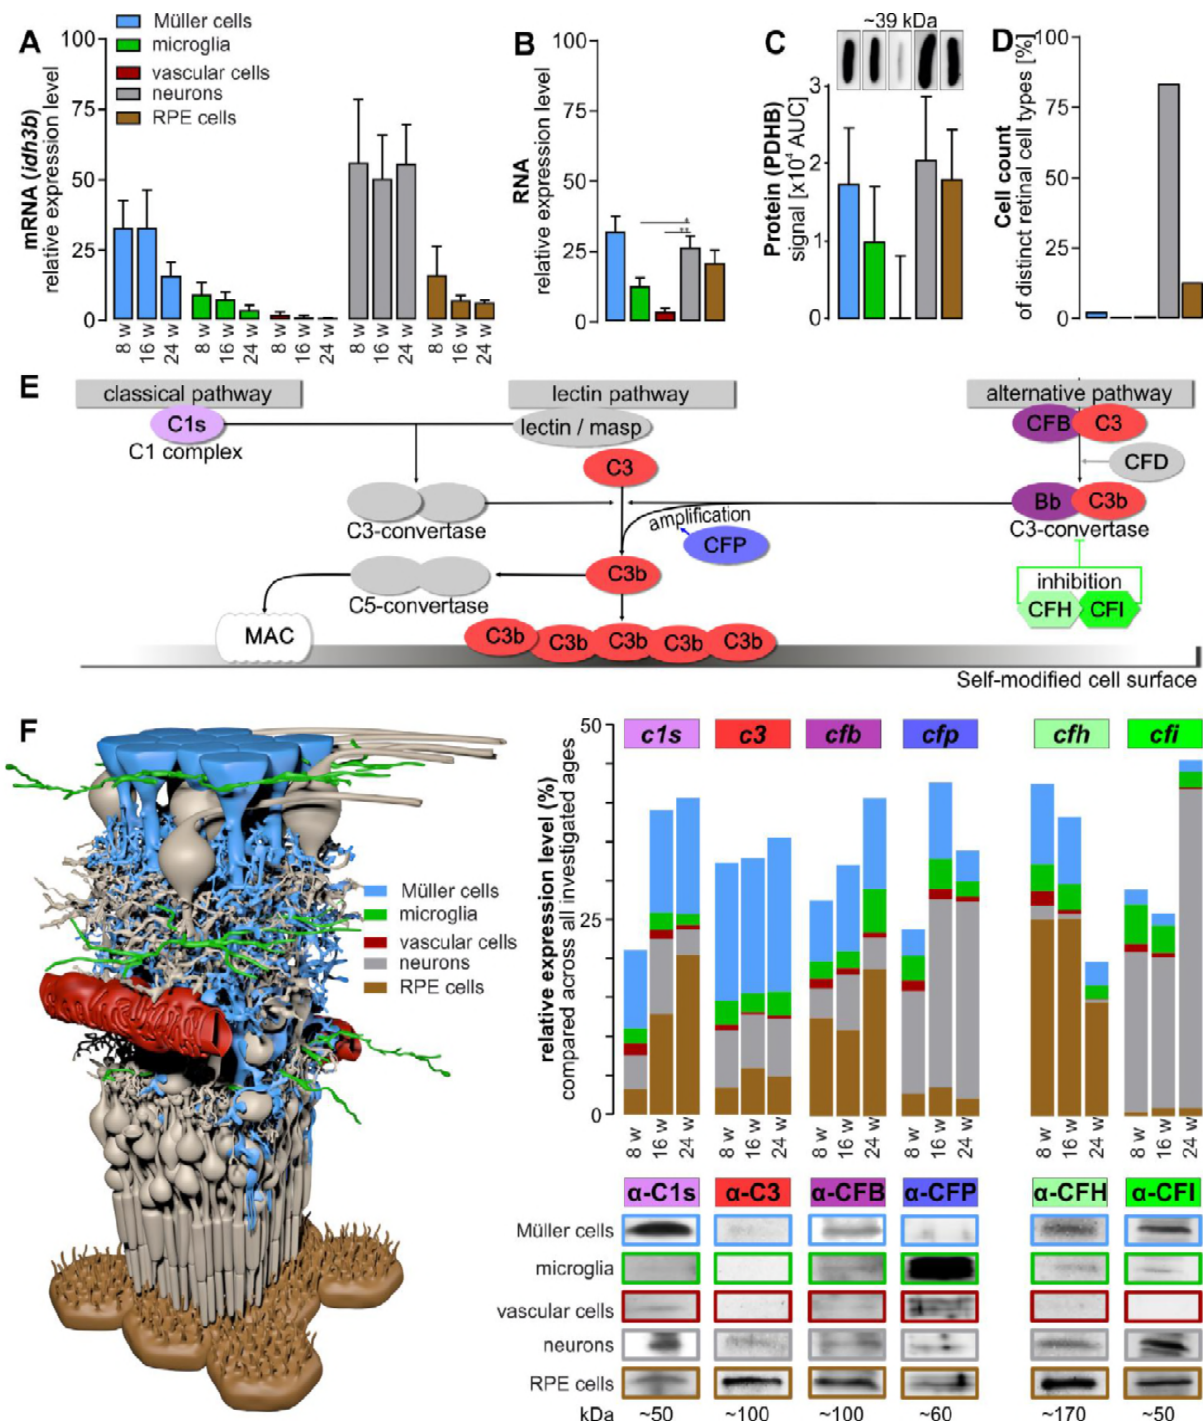 A
Müller cells
microglia
vascular cells
neurons
RPE cells
mRNA (idh3b)
relative expression level
100
75
50
25
0
8 w
16 w
24 w
8 w
16 w
24 w
8 w
16 w
24 w
8 w
16 w
24 w
8 w
16 w
24 w
B
RNA
relative expression level
100
75
50
25
0
*
**
C
~39 kDa
Protein (PDHB)
signal [x10⁴ AUC]
3
2
1
0
D
Cell count
of distinct retinal cell types [%]
100
75
50
25
0
E
classical pathway
lectin pathway
alternative pathway
C1s
C1 complex
lectin / masp
C3
CFB
C3
CFD
C3-convertase
amplification
CFP
Bb
C3b
C3-convertase
C3b
C5-convertase
inhibition
CFH
CFI
MAC
C3b
C3b
C3b
C3b
C3b
Self-modified cell surface
F
Müller cells
microglia
vascular cells
neurons
RPE cells
relative expression level (%)
compared across all investigated ages
50
25
0
c1s
c3
cfb
cfp
cfh
cfi
8 w
16 w
24 w
8 w
16 w
24 w
8 w
16 w
24 w
8 w
16 w
24 w
8 w
16 w
24 w
8 w
16 w
24 w
α-C1s
α-C3
α-CFB
α-CFP
α-CFH
α-CFI
Müller cells
microglia
vascular cells
neurons
RPE cells
kDa
~50
~100
~100
~60
~170
~50